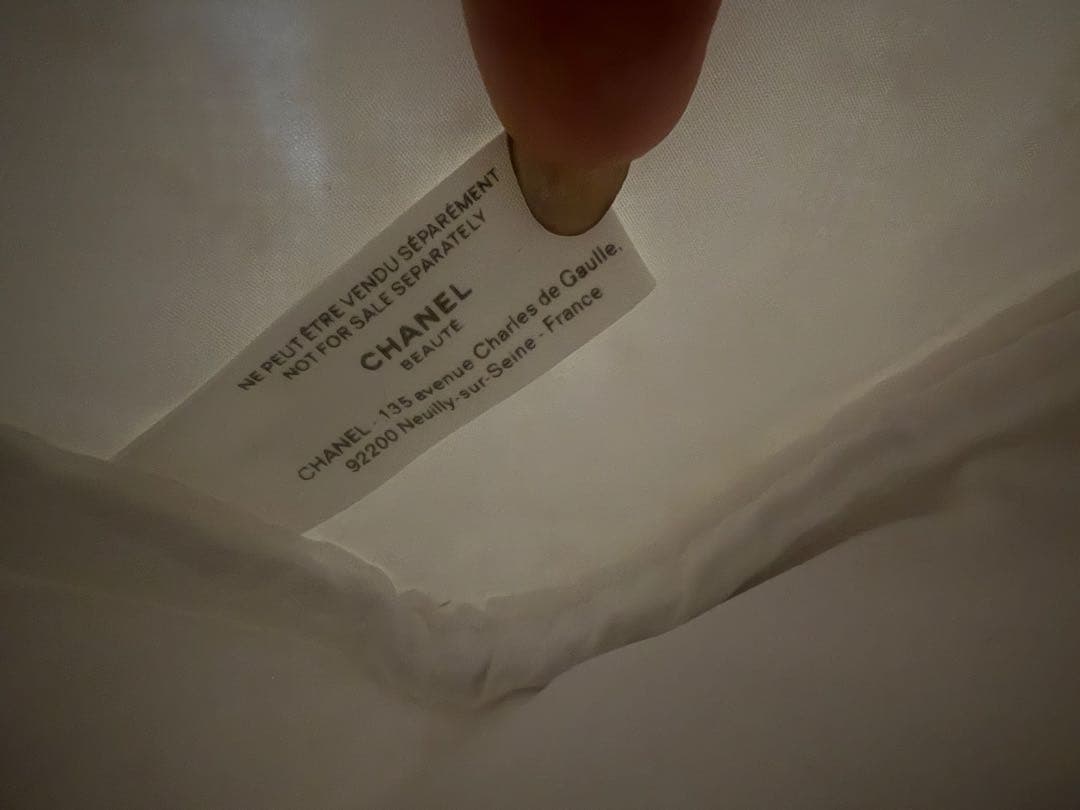 NE PEUT ÊTRE VENDU SÉPARÉMENT
NOT FOR SALE SEPARATELY
CHANEL
BEAUTÉ
CHANEL - 135 avenue Charles de Gaulle,
92200 Neuilly-sur-Seine - France